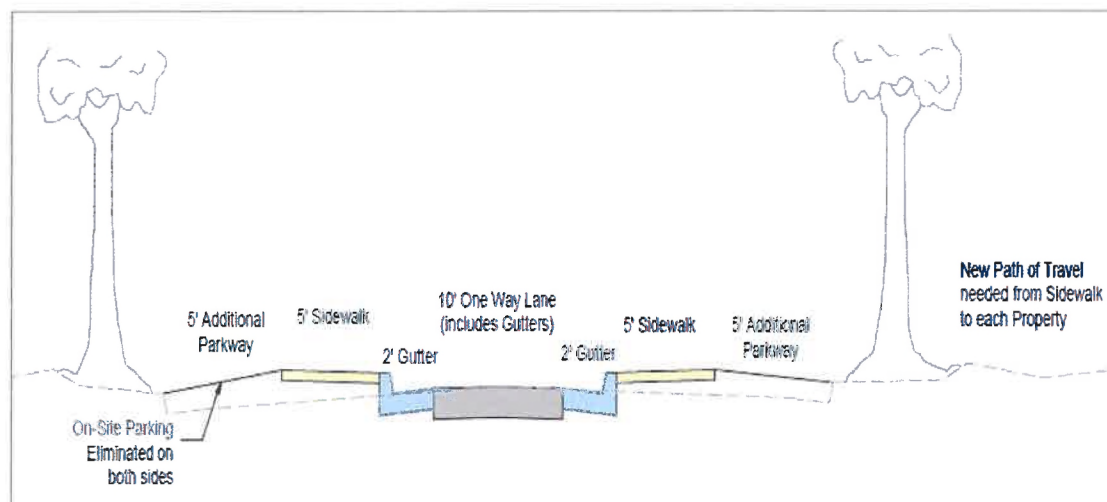 5' Additional
Parkway
5' Sidewalk
2' Gutter
10' One Way Lane
(includes Gutters)
2' Gutter
5' Sidewalk
5' Additional
Parkway
New Path of Travel
needed from Sidewalk
to each Property
On-Site Parking
Eliminated on
both sides